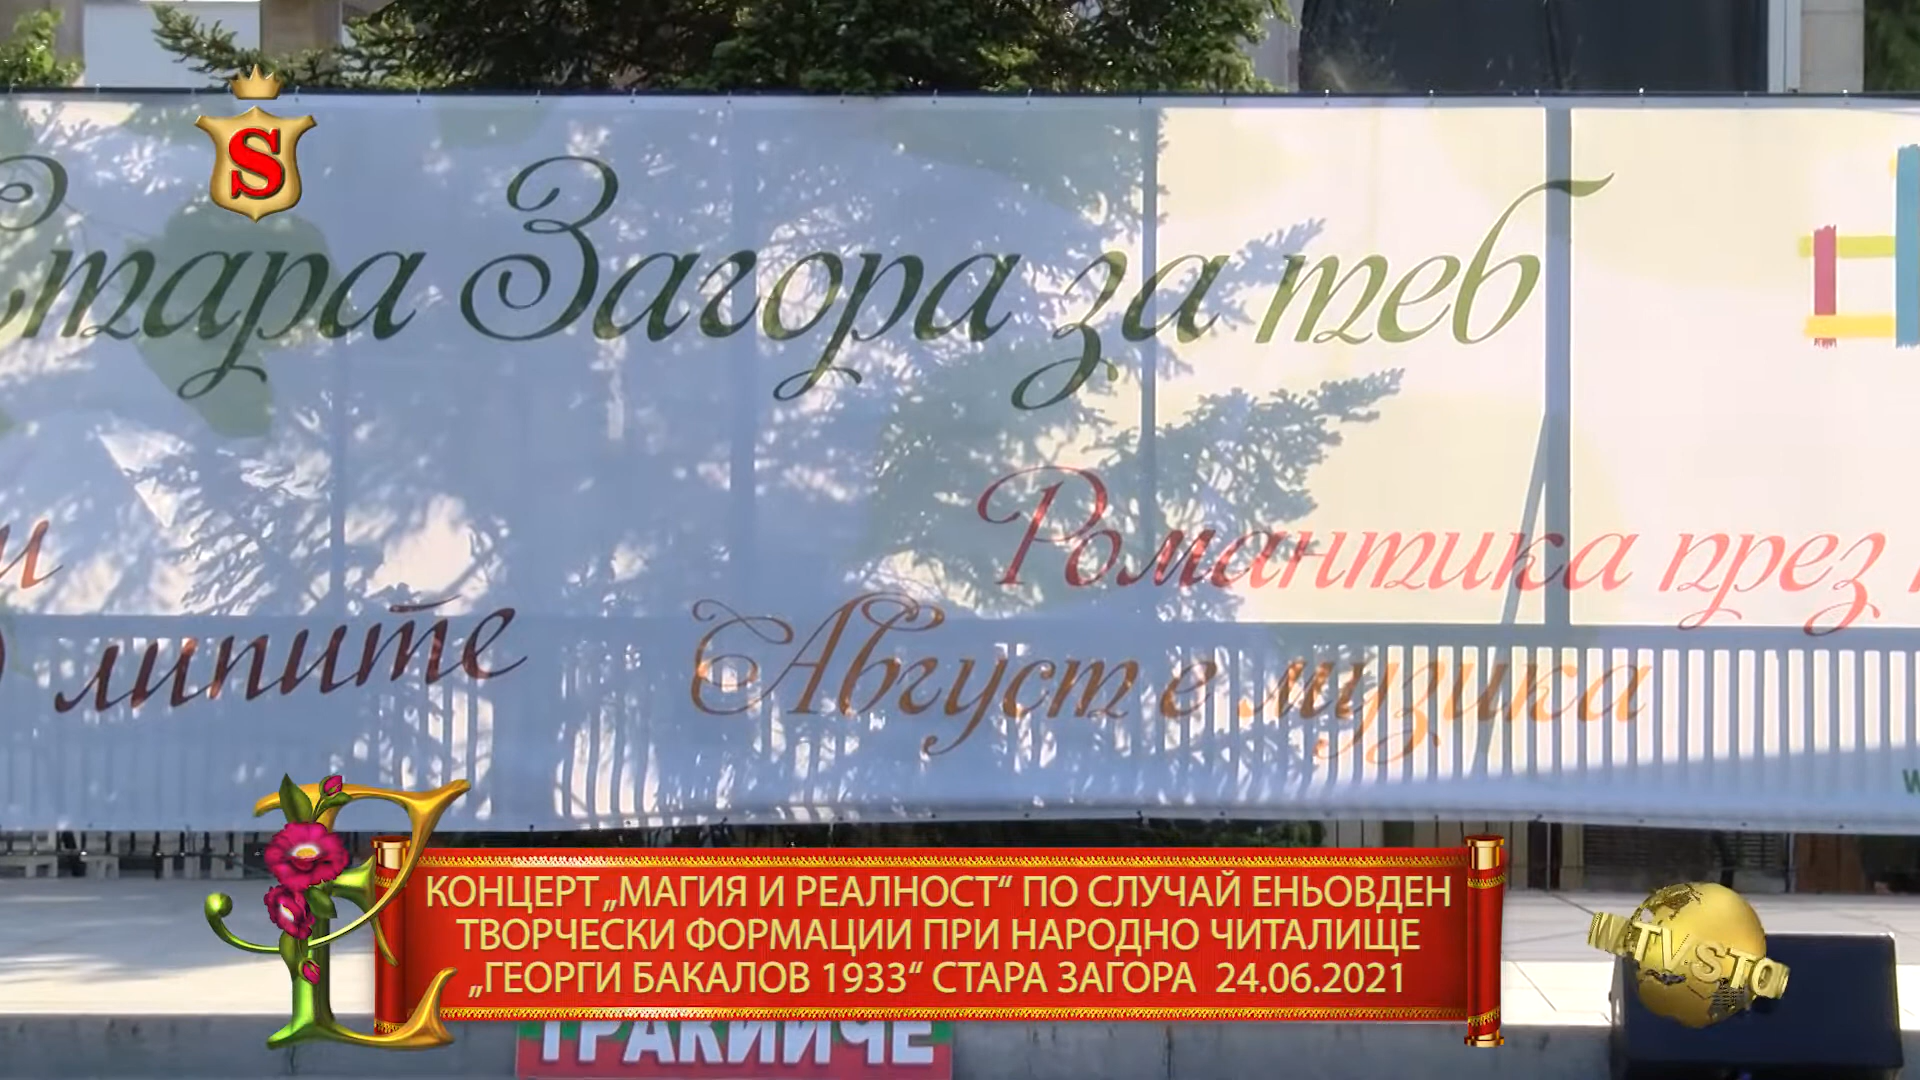 S
Стара Загора за теб
Романтика през
липите
Август е музика
КОНЦЕРТ „МАГИЯ И РЕАЛНОСТ“ ПО СЛУЧАЙ ЕНЬОВДЕН
ТВОРЧЕСКИ ФОРМАЦИИ ПРИ НАРОДНО ЧИТАЛИЩЕ
„ГЕОРГИ БАКАЛОВ 1933“ СТАРА ЗАГОРА 24.06.2021
ТРАКИЙЧЕ